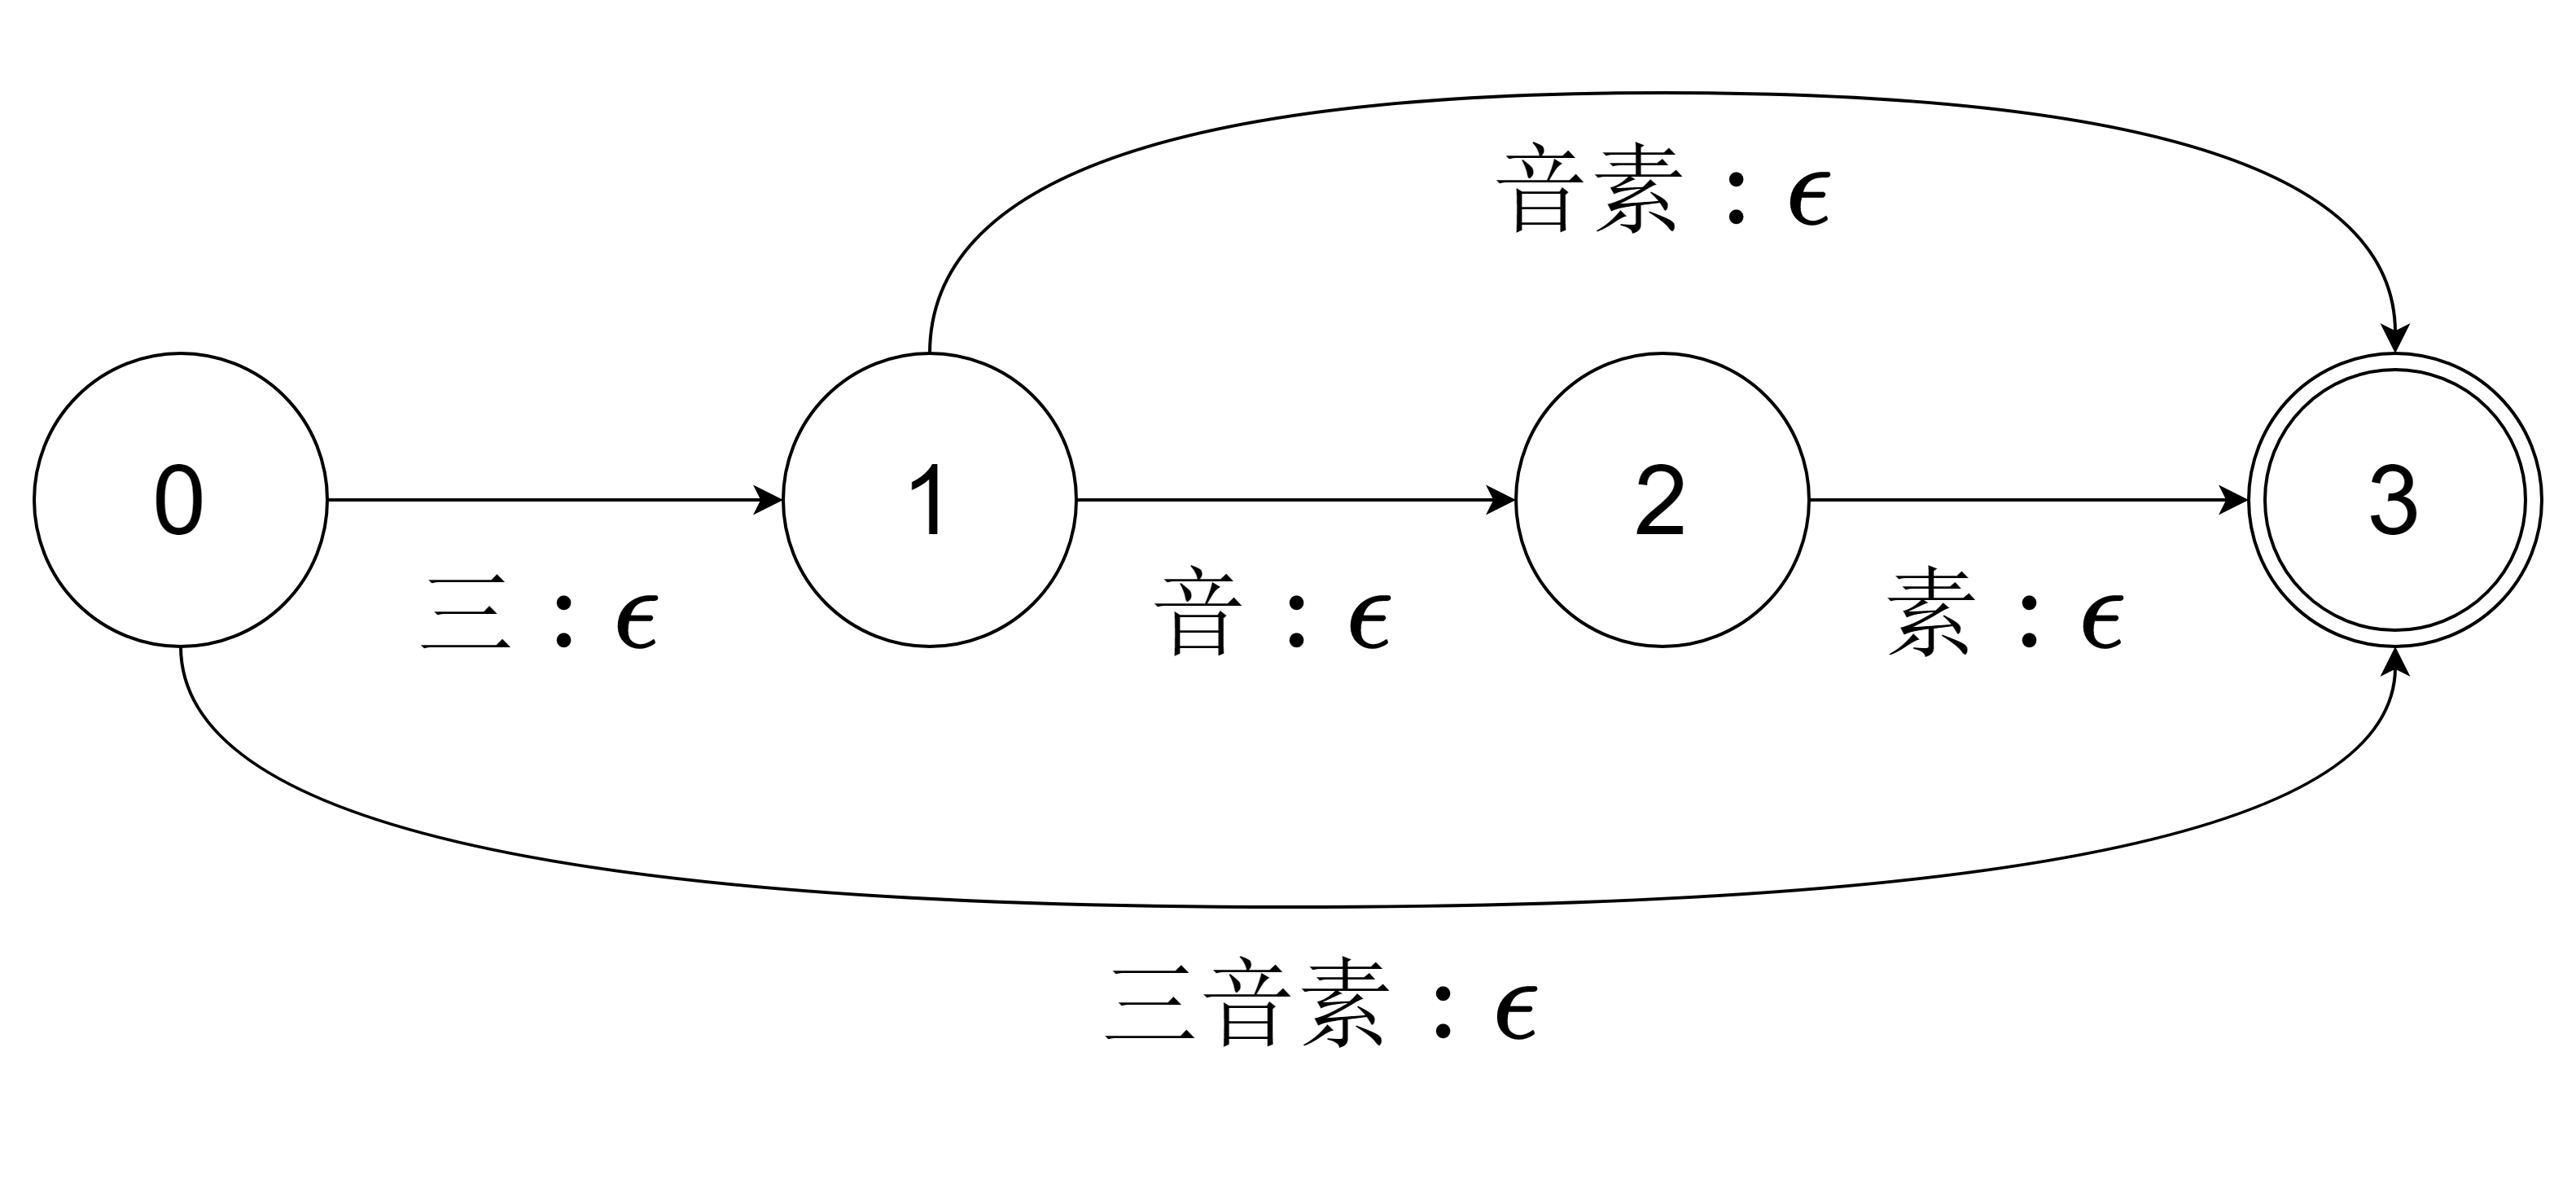 音素 : ϵ
0
1
2
3
三 : ϵ
音 : ϵ
素 : ϵ
三音素 : ϵ